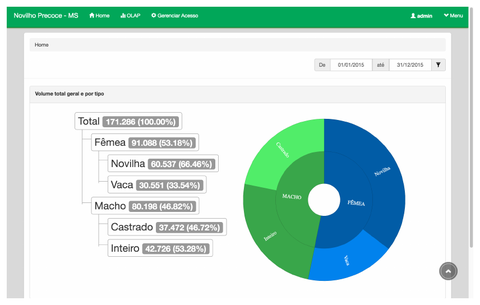 Novilho Precoce - MS Home OLAP Gerenciar Acesso admin Menu
Home
De 01/01/2015 até 31/12/2015
Volume total geral e por tipo
Total 171.286 (100.00%)
Fêmea 91.088 (53.18%)
Novilha 60.537 (66.46%)
Vaca 30.551 (33.54%)
Macho 80.198 (46.82%)
Castrado 37.472 (46.72%)
Inteiro 42.726 (53.28%)
Castrado
Novilha
MACHO
FÊMEA
Inteiro
Vaca